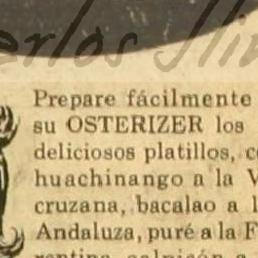 Prepare fácilmente
su OSTERIZER los
deliciosos platillos, c
huachinango a la V
cruzana, bacalao a l
Andaluza, puré a la F